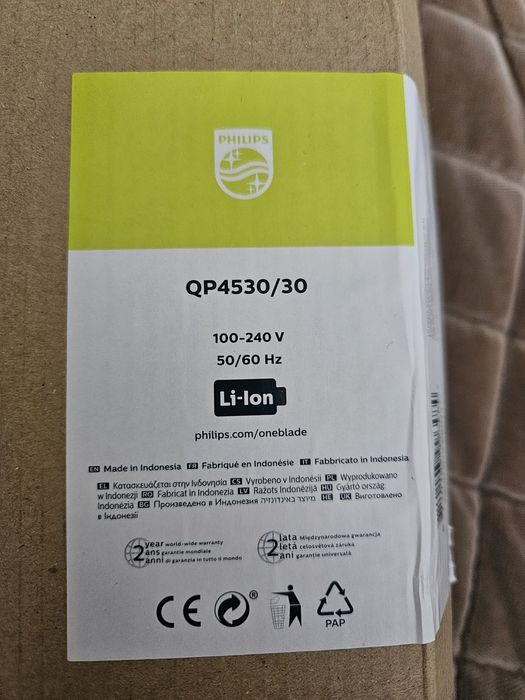 PHILIPS
QP4530/30
100-240 V
50/60 Hz
Li-Ion
philips.com/oneblade
EN Made in Indonesia FR Fabriqué en Indonésie IT Fabbricato in Indonesia
EL Κατασκευάζεται στην Ινδονησία CS Vyrobeno v Indonésii PL Wyprodukowano
w Indonezji RO Fabricat in Indonezia LV Ražots Indonēzijā HU Gyártó ország:
Indonézia BG Произведено в Индонезия HE מיוצר באינדונזיה UK Виготовлено
в Індонезії
2 year world-wide warranty
ans garantie mondiale
anni di garanzia in tutto il mondo
2 lata Międzynarodowa gwarancja
letá celosvětová záruka
ani garanţie universală
CE
®
PAP